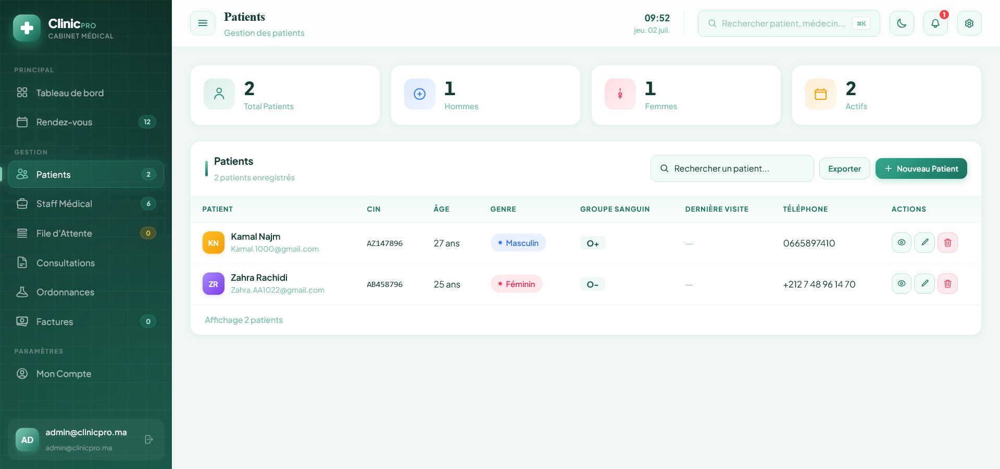 ClinicPRO
CABINET MÉDICAL
PRINCIPAL
Tableau de bord
Rendez-vous 12
GESTION
Patients 2
Staff Médical 6
File d'Attente 0
Consultations
Ordonnances
Factures 0
PARAMÈTRES
Mon Compte
AD admin@clinicpro.ma
admin@clinicpro.ma
Patients
Gestion des patients
09:52
jeu. 02 juil.
Rechercher patient, médecin... ⌘K
1
2
Total Patients
1
Hommes
1
Femmes
2
Actifs
Patients
2 patients enregistrés
Rechercher un patient...
Exporter
+ Nouveau Patient
PATIENT CIN ÂGE GENRE GROUPE SANGUIN DERNIÈRE VISITE TÉLÉPHONE ACTIONS
KN Kamal Najm AZ147896 27 ans Masculin O+ — 0665897410
Kamal.1000@gmail.com
ZR Zahra Rachidi AB458796 25 ans Féminin O- — +212 7 48 96 14 70
Zahra.AA1022@gmail.com
Affichage 2 patients